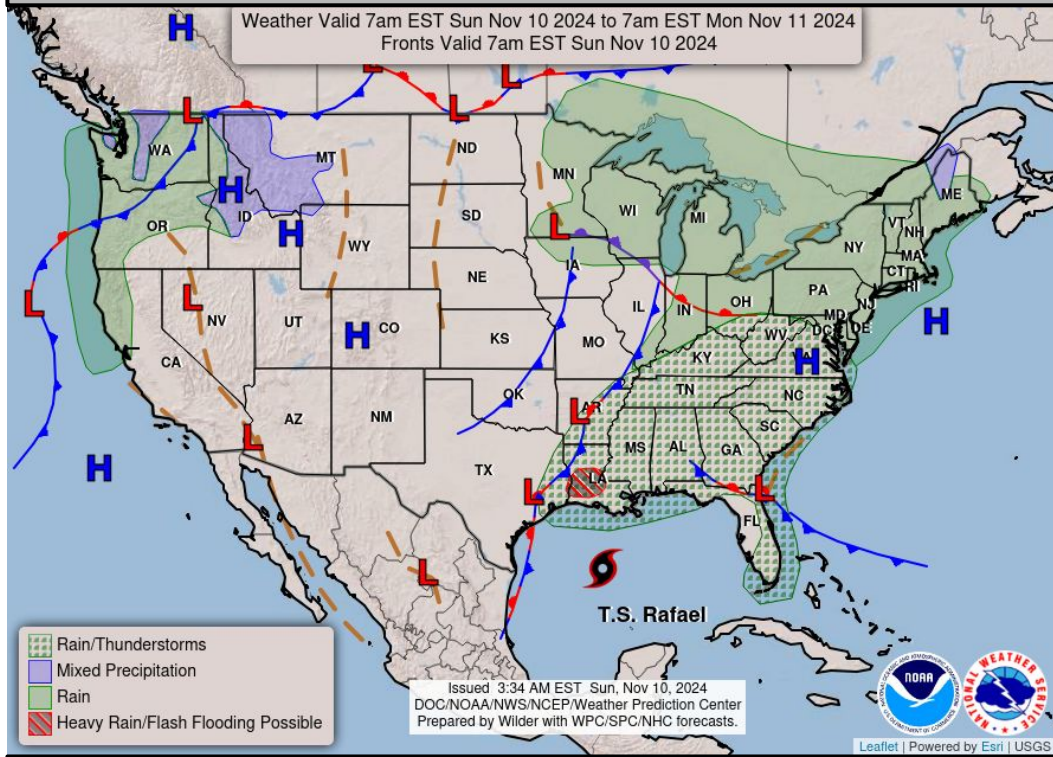 Weather Valid 7am EST Sun Nov 10 2024 to 7am EST Mon Nov 11 2024
Fronts Valid 7am EST Sun Nov 10 2024
H
L
L
L
L
WA
MT
ND
MN
ME
H
ID
OR
H
SD
WI
MI
VT
NH
NY
MA
CT
RI
WY
L
IA
L
L
NE
IL
IN
OH
PA
NJ
MD
DE
DC
H
NV
UT
H
CO
KS
MO
WV
VA
H
CA
KY
OK
TN
NC
AZ
NM
L
AR
SC
L
TX
MS
AL
GA
H
L
LA
L
FL
L
T.S. Rafael
Rain/Thunderstorms
Mixed Precipitation
Rain
Heavy Rain/Flash Flooding Possible
Issued 3:34 AM EST Sun, Nov 10, 2024
DOC/NOAA/NWS/NCEP/Weather Prediction Center
Prepared by Wilder with WPC/SPC/NHC forecasts.
NOAA
NATIONAL WEATHER SERVICE
Leaflet | Powered by Esri | USGS